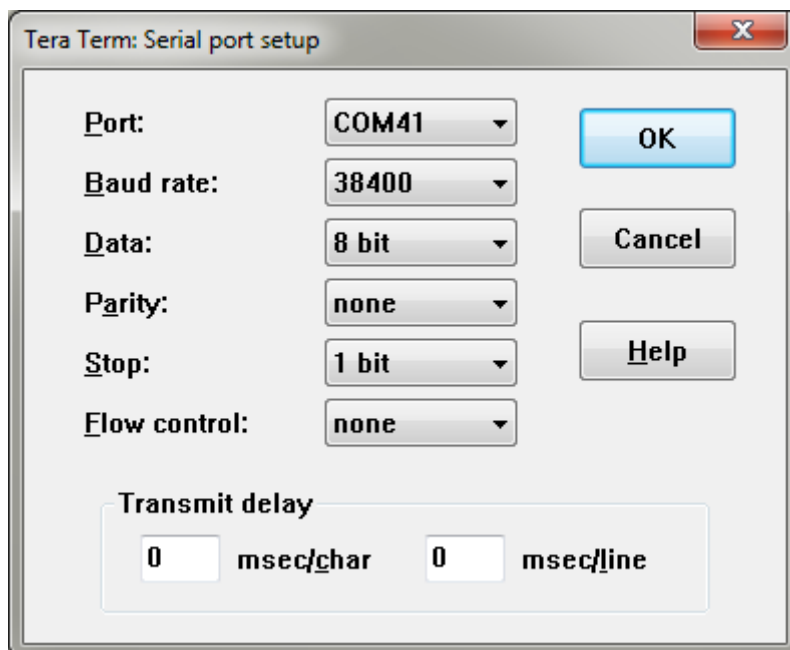 Tera Term: Serial port setup
Port: COM41 OK
Baud rate: 38400
Data: 8 bit Cancel
Parity: none
Stop: 1 bit Help
Flow control: none
Transmit delay
0 msec/char 0 msec/line